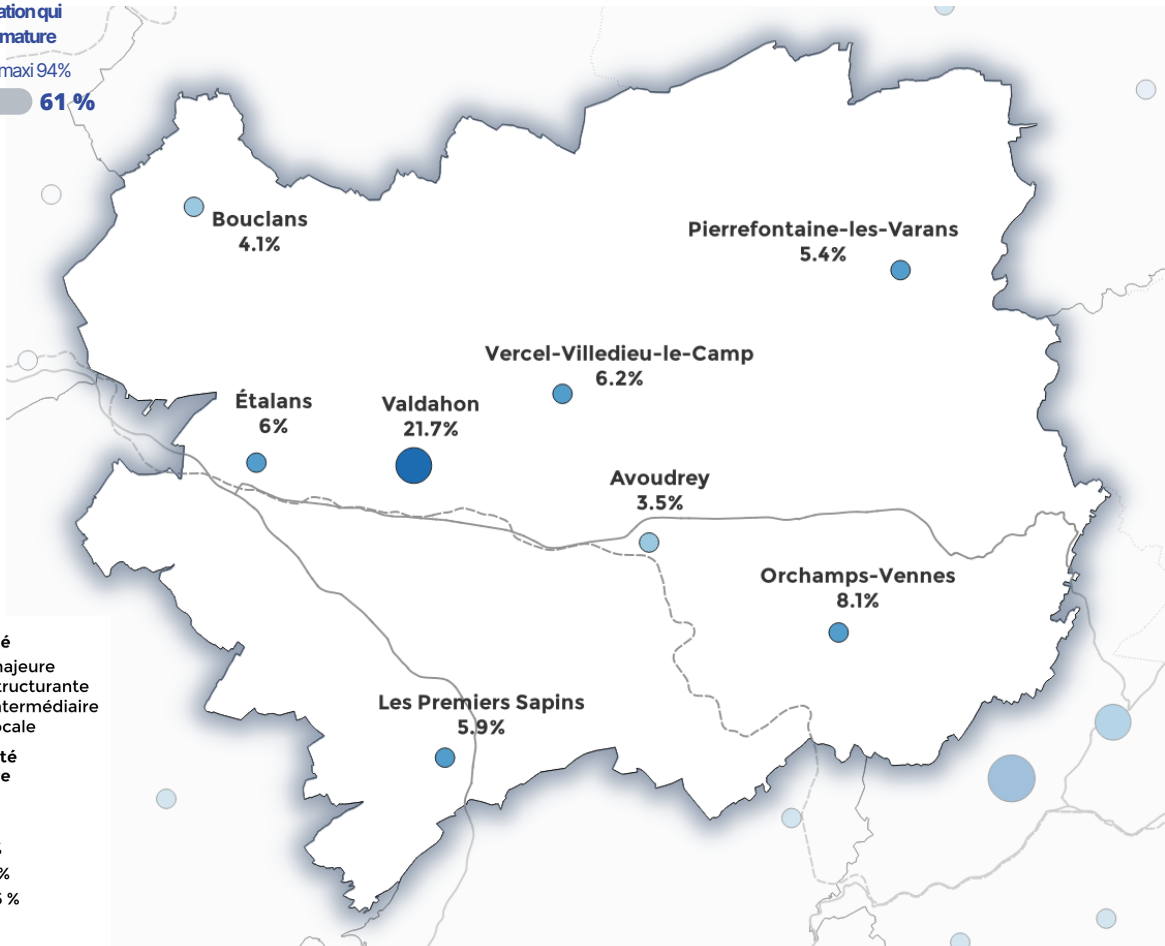 ation qui
mature
maxi 94%
61 %
Bouclans
4.1%
Pierrefontaine-les-Varans
5.4%
Vercel-Villedieu-le-Camp
6.2%
Étalans
6%
Valdahon
21.7%
Avoudrey
3.5%
Orchamps-Vennes
8.1%
Les Premiers Sapins
5.9%
é
najeure
tructurante
ntermédiaire
ocale
té
re
%
%
5 %